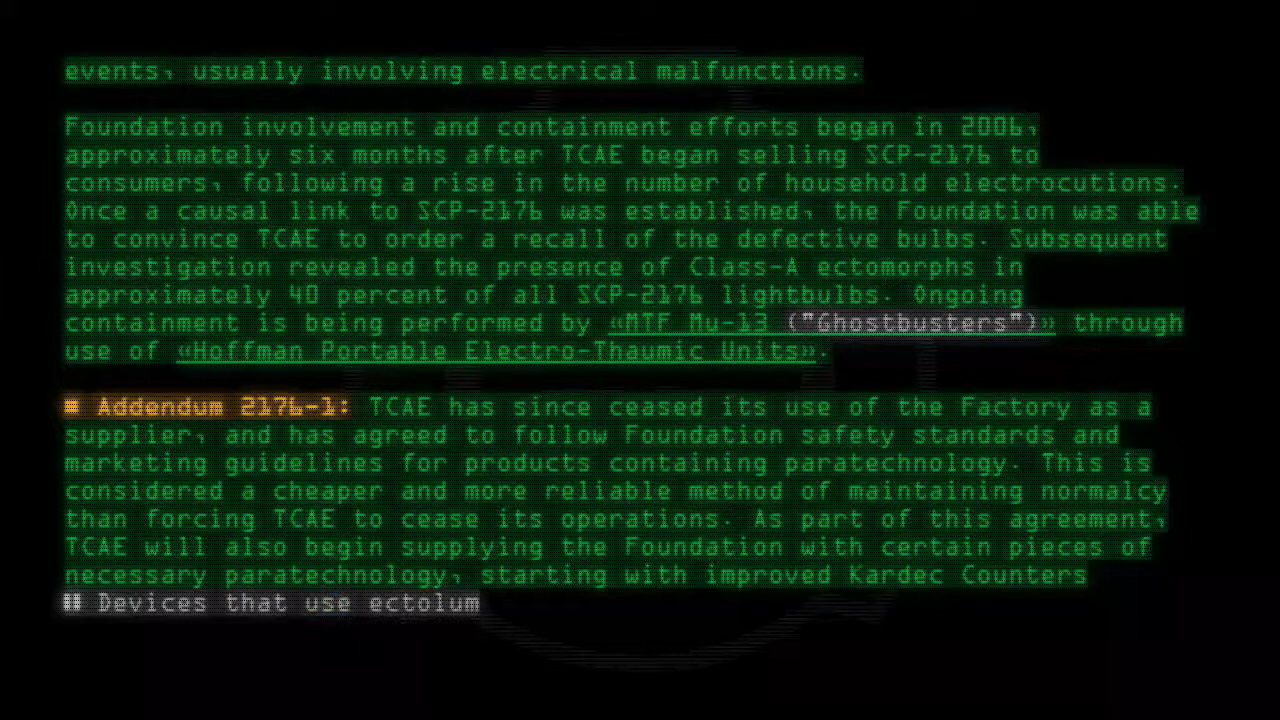 events, usually involving electrical malfunctions.
Foundation involvement and containment efforts began in 2006,
approximately six months after TCAE began selling SCP-2176 to
consumers, following a rise in the number of household electrocutions.
Once a causal link to SCP-2176 was established, the Foundation was able
to convince TCAE to order a recall of the defective bulbs. Subsequent
investigation revealed the presence of Class-A ectomorphs in
approximately 40 percent of all SCP-2176 lightbulbs. Ongoing
containment is being performed by «MTF Mu-13 ("Ghostbusters")» through
use of «Hoffman Portable Electro-Thaumic Units».
# Addendum 2176-1: TCAE has since ceased its use of the Factory as a
supplier, and has agreed to follow Foundation safety standards and
marketing guidelines for products containing paratechnology. This is
considered a cheaper and more reliable method of maintaining normalcy
than forcing TCAE to cease its operations. As part of this agreement,
TCAE will also begin supplying the Foundation with certain pieces of
necessary paratechnology, starting with improved Kardec Counters
## Devices that use ectolum